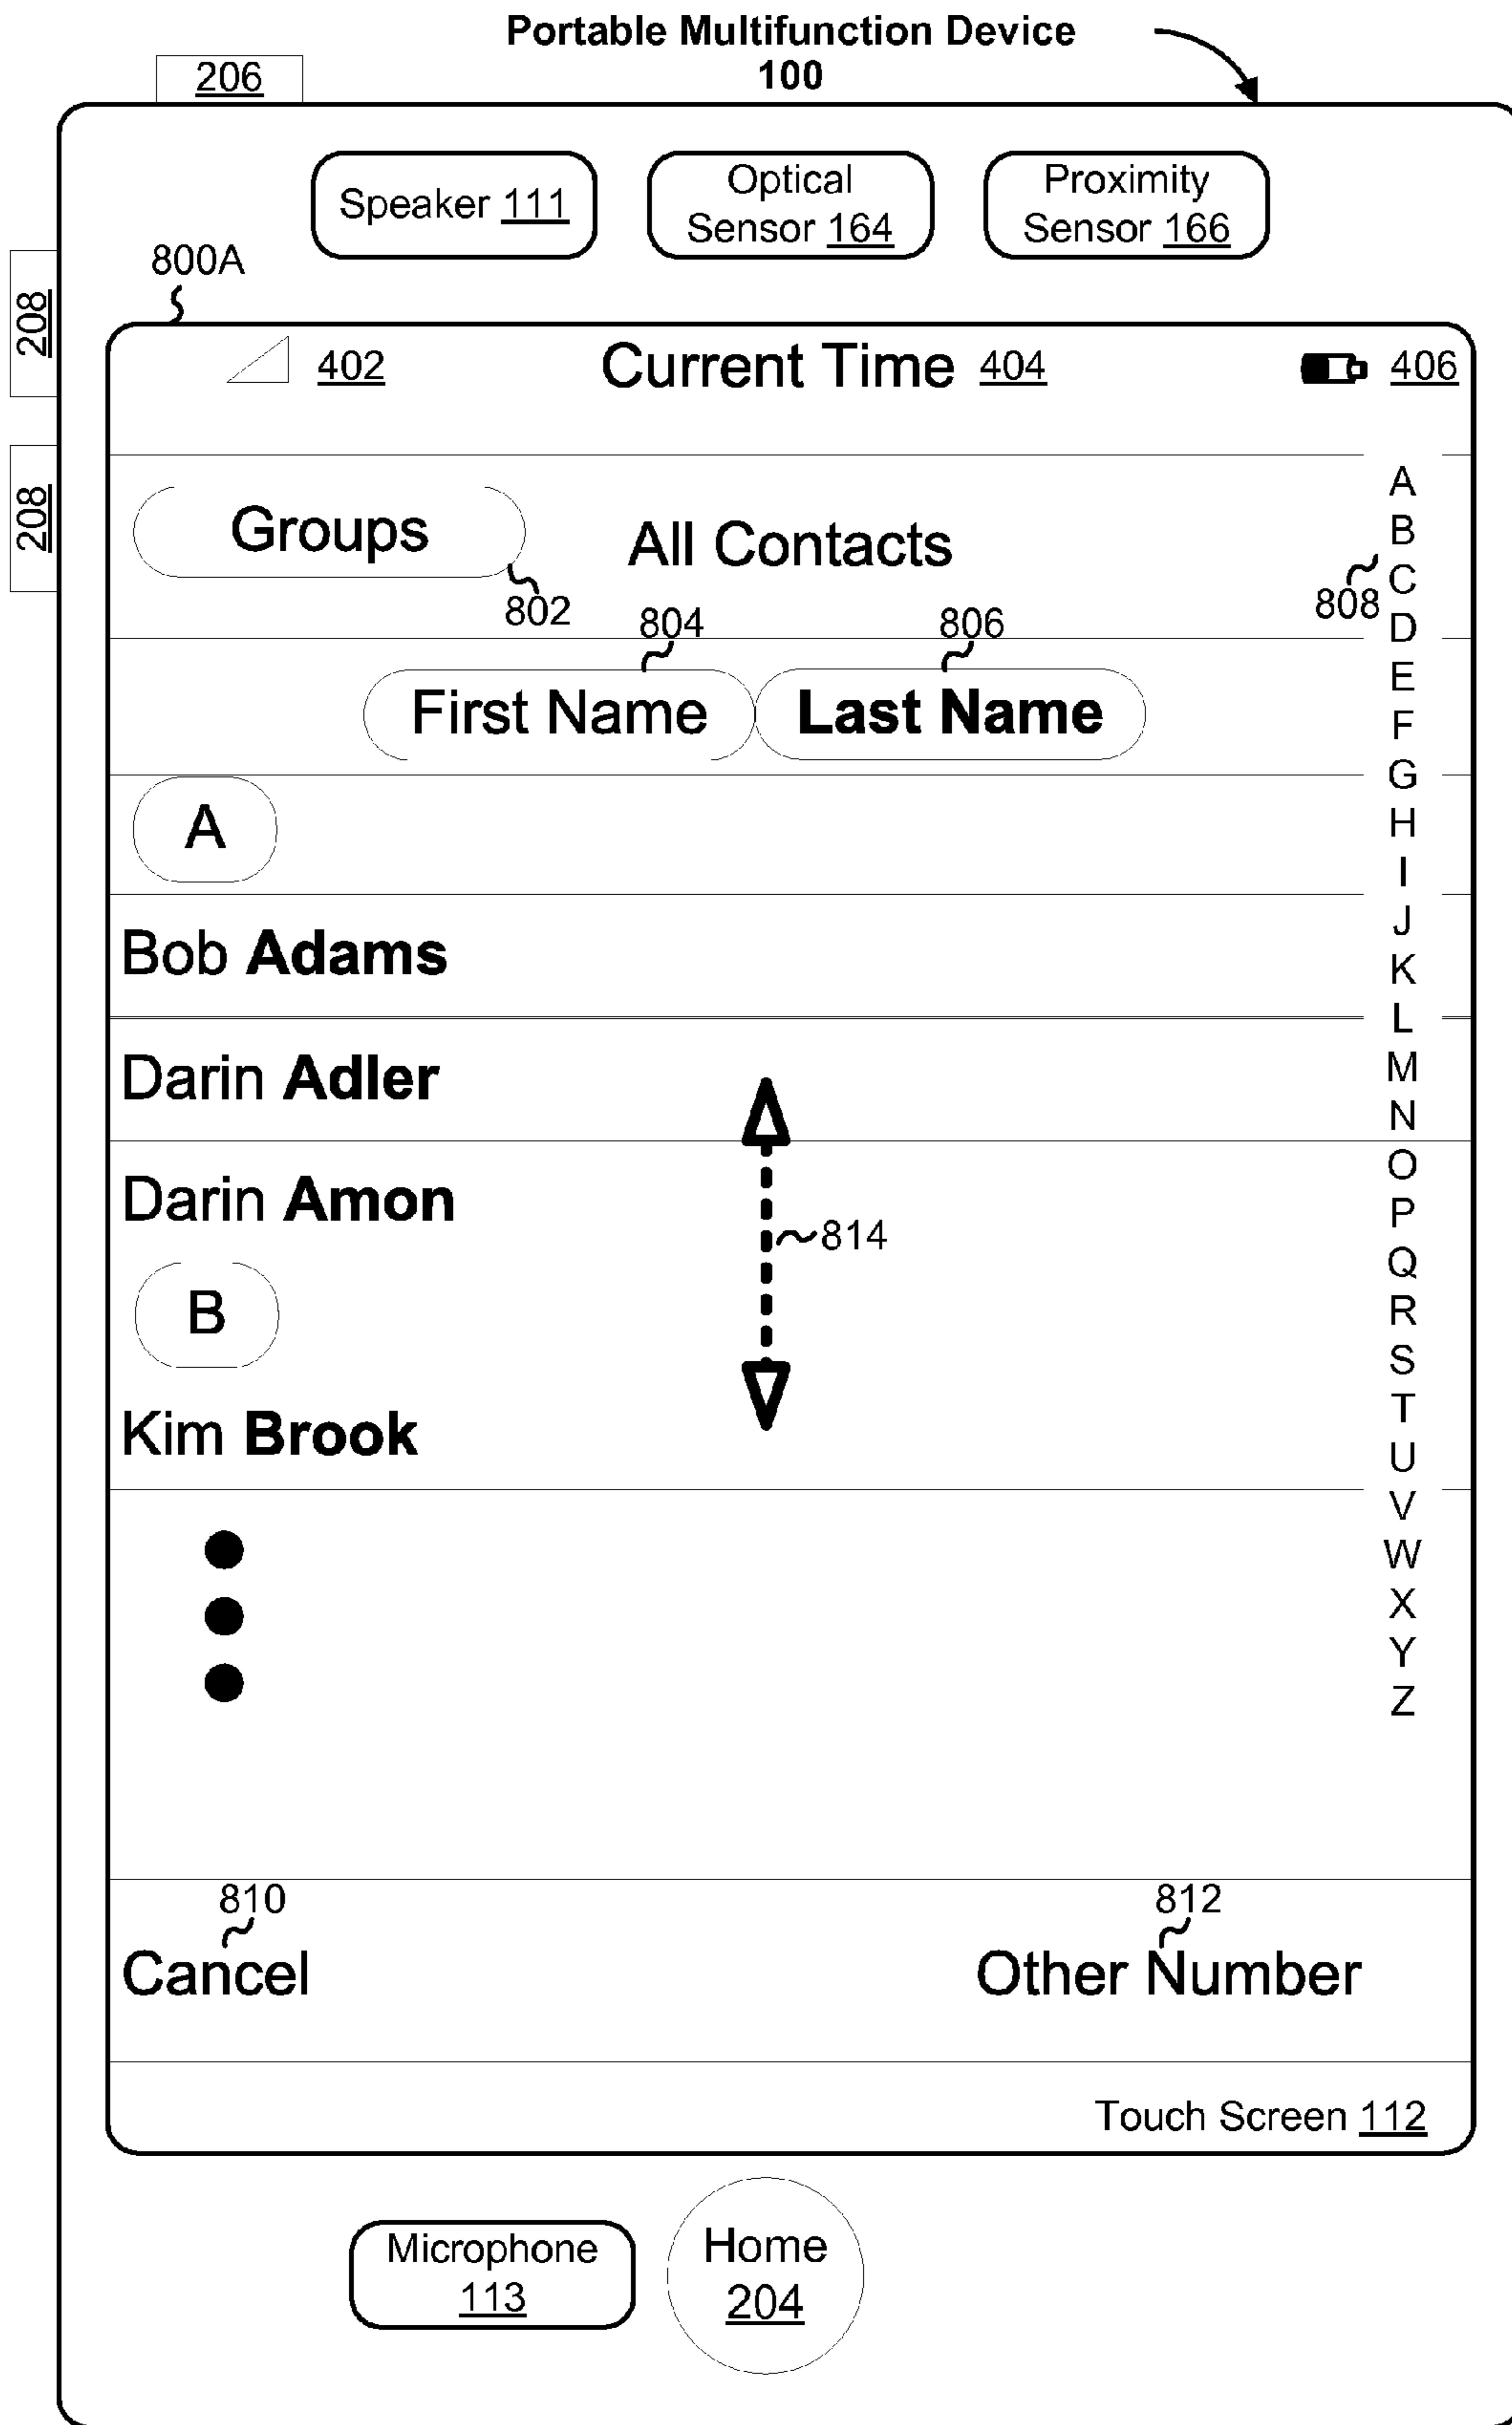 Portable Multifunction Device
100
206
Speaker 111
Optical
Sensor 164
Proximity
Sensor 166
800A
208
208
402
Current Time 404
406
Groups
All Contacts
802
804
806
808
First Name
Last Name
A
Bob Adams
Darin Adler
Darin Amon
814
B
Kim Brook
A
B
C
D
E
F
G
H
I
J
K
L
M
N
O
P
Q
R
S
T
U
V
W
X
Y
Z
810
812
Cancel
Other Number
Touch Screen 112
Microphone
113
Home
204